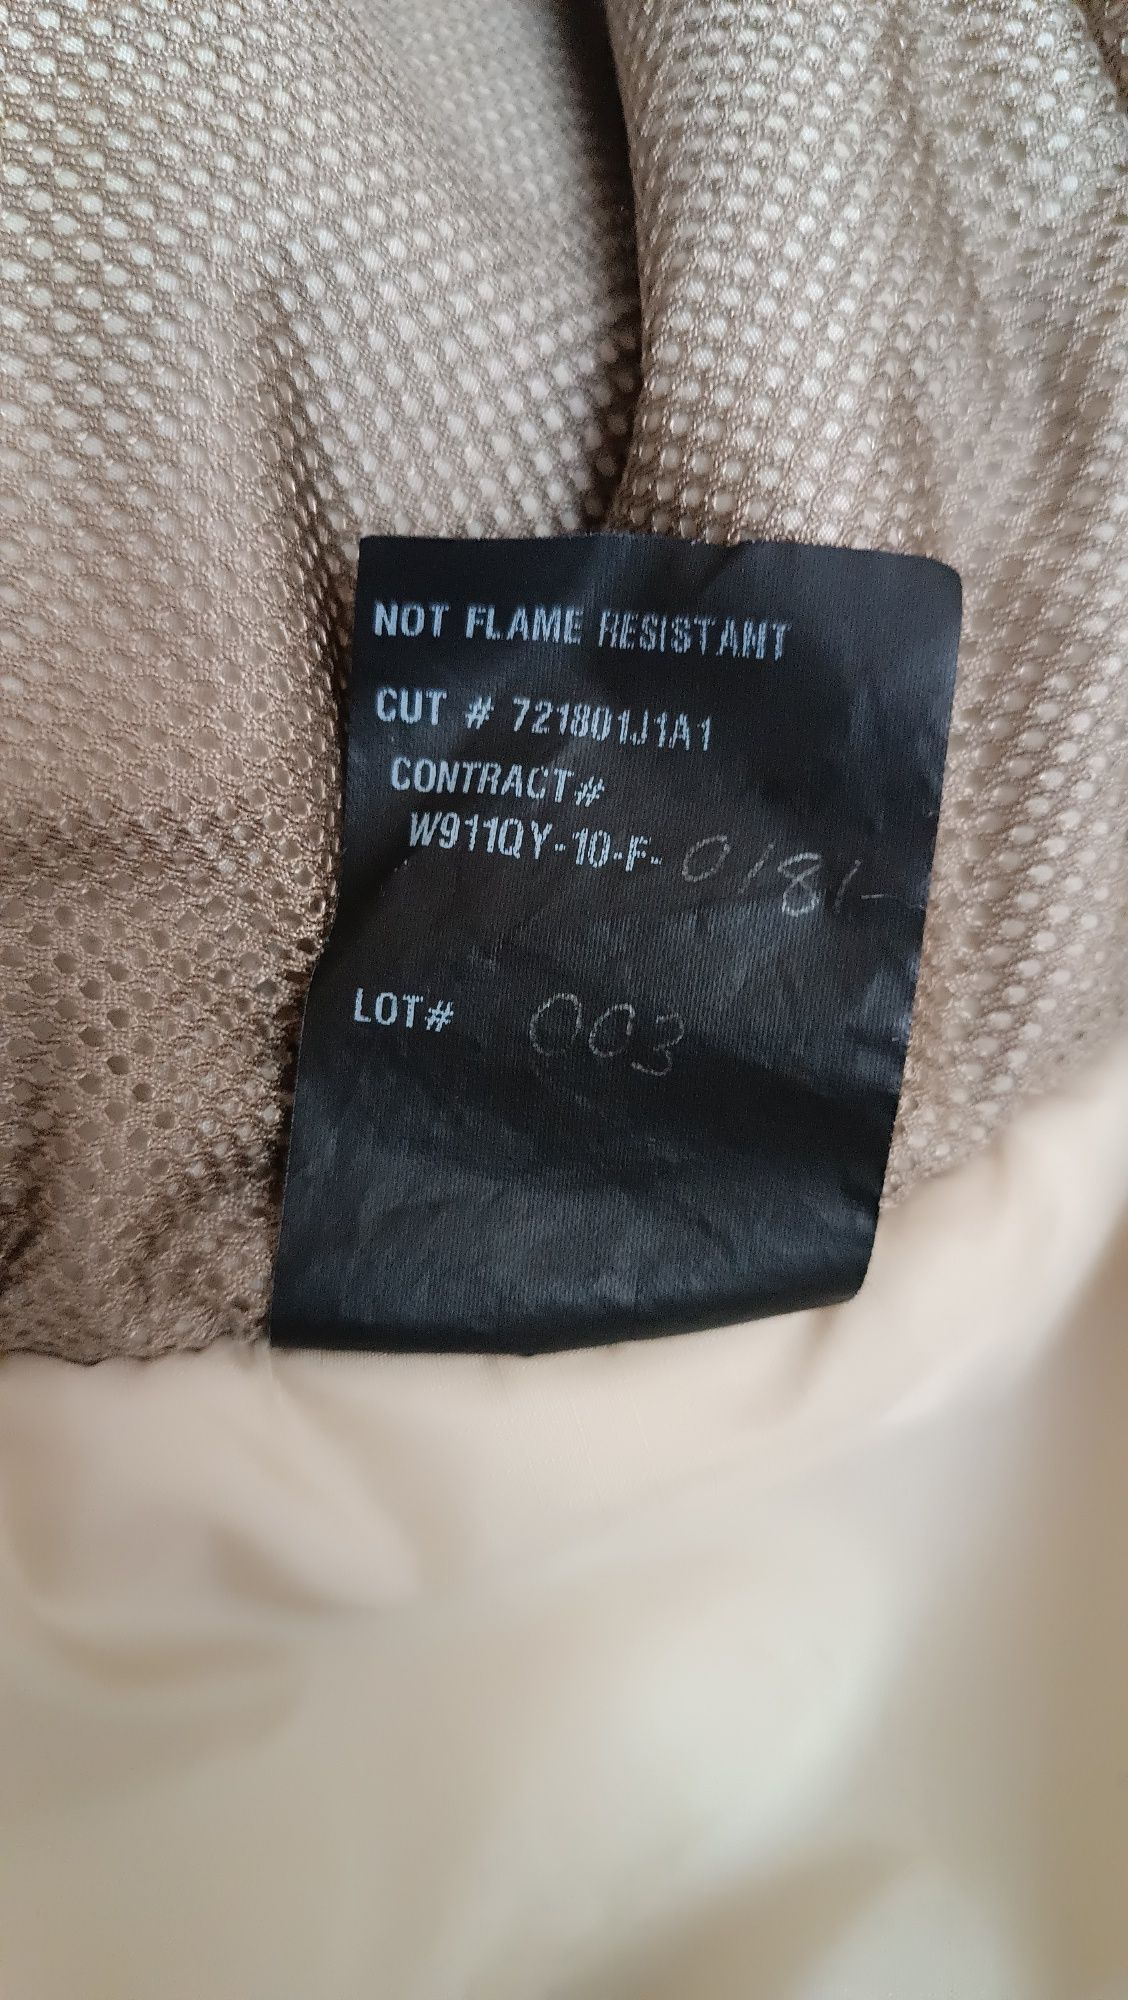 NOT FLAME RESISTANT
CUT # 721801J1A1
CONTRACT#
W911QY-10-F- 0181-
LOT# 003